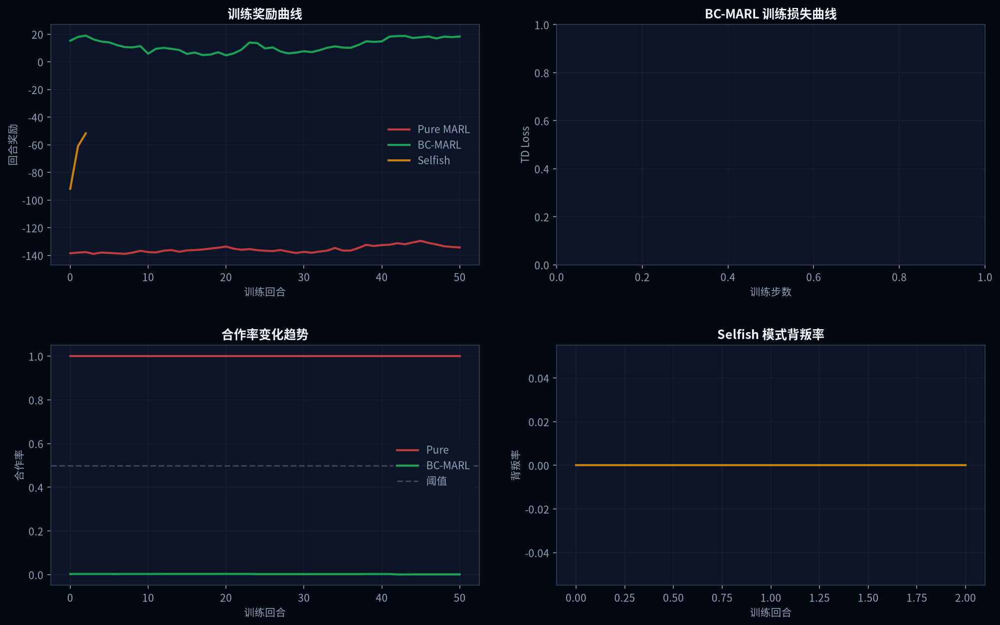 训练奖励曲线
20
0
-20
-40
-60
-80
-100
-120
-140
回合奖励
Pure MARL
BC-MARL
Selfish
0 10 20 30 40 50
训练回合
BC-MARL 训练损失曲线
1.0
0.8
0.6
0.4
0.2
0.0
TD Loss
0.0 0.2 0.4 0.6 0.8 1.0
训练步数
合作率变化趋势
1.0
0.8
0.6
0.4
0.2
0.0
合作率
Pure
BC-MARL
阈值
0 10 20 30 40 50
训练回合
Selfish 模式背叛率
0.04
0.02
0.00
-0.02
-0.04
背叛率
0.00 0.25 0.50 0.75 1.00 1.25 1.50 1.75 2.00
训练回合